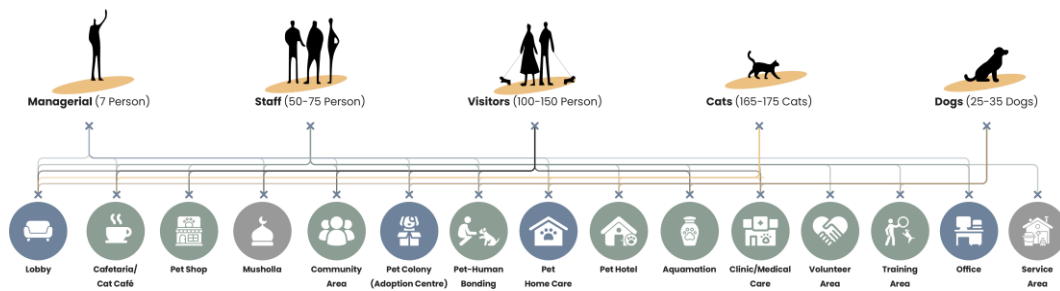 Managerial (7 Person)
Staff (50-75 Person)
Visitors (100-150 Person)
Cats (165-175 Cats)
Dogs (25-35 Dogs)
Lobby
Cafetaria/
Cat Café
Pet Shop
Musholla
Community
Area
Pet Colony
(Adoption Centre)
Pet-Human
Bonding
Pet
Home Care
Pet Hotel
Aquamation
Clinic/Medical
Care
Volunteer
Area
Training
Area
Office
Service
Area